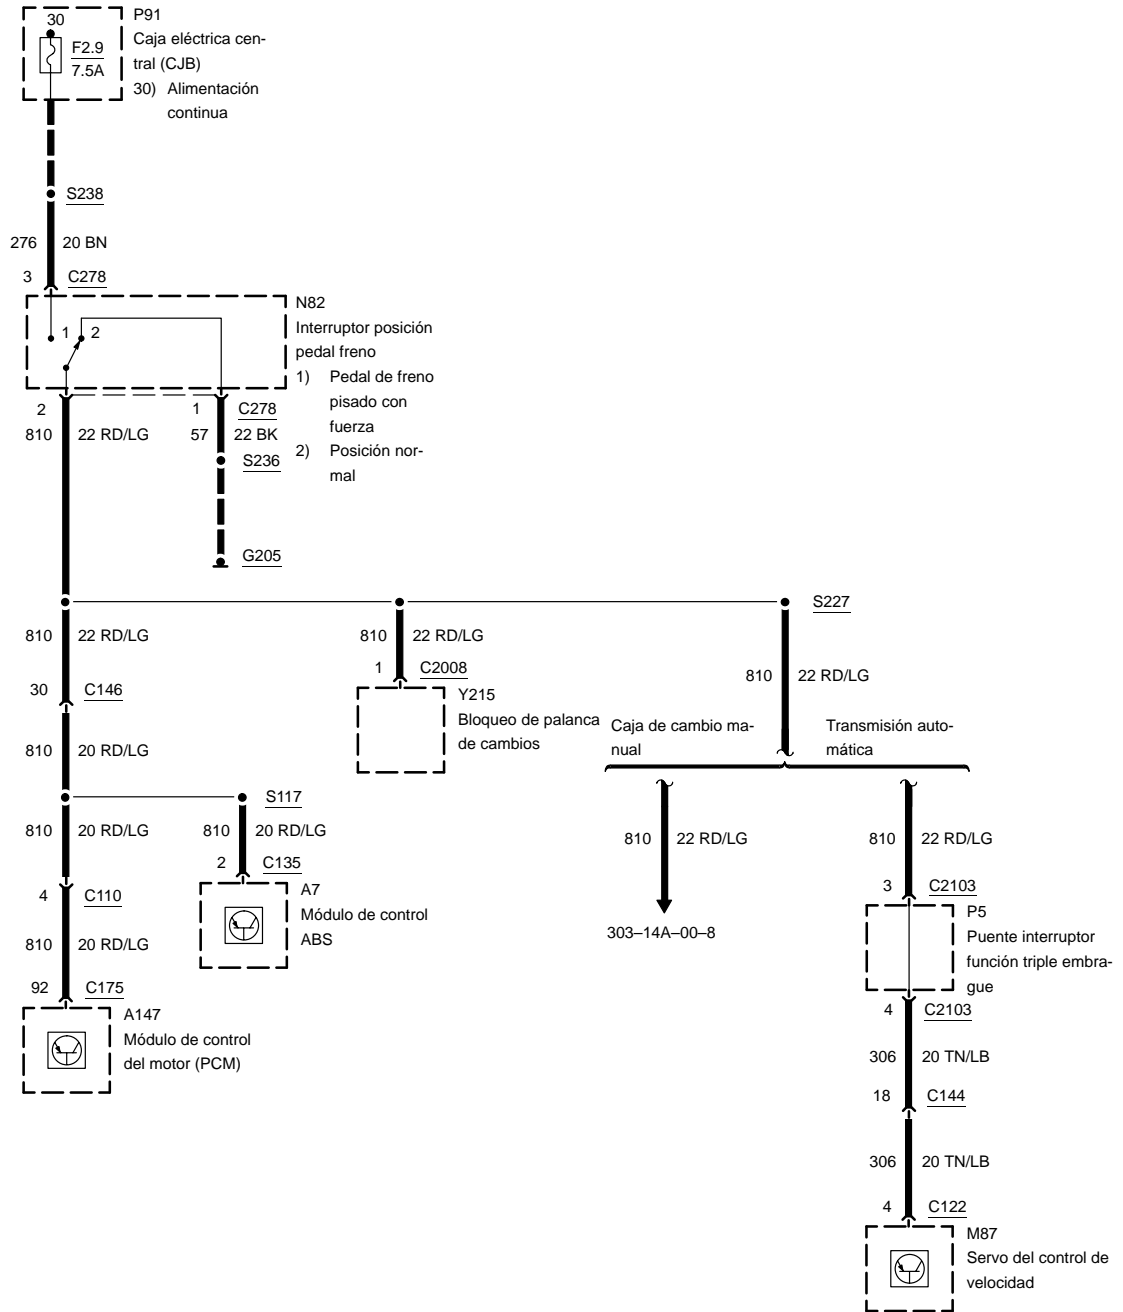 30
F2.9
7.5A
P91
Caja eléctrica cen-
tral (CJB)
30) Alimentación
continua
S238
276 20 BN
3 C278
N82
Interruptor posición
pedal freno
1) Pedal de freno
pisado con
fuerza
2) Posición nor-
mal
1 2
2 1 C278
810 22 RD/LG 57 22 BK
S236
G205
S227
810 22 RD/LG 810 22 RD/LG
30 C146
1 C2008
Y215
Bloqueo de palanca
de cambios
810 22 RD/LG
Caja de cambio ma-
nual
Transmisión auto-
mática
810 20 RD/LG
S117
810 20 RD/LG 810 20 RD/LG
810 22 RD/LG 810 22 RD/LG
2 C135
A7
Módulo de control
ABS
4 C110
810 20 RD/LG
92 C175
A147
Módulo de control
del motor (PCM)
303–14A–00–8
3 C2103
P5
Puente interruptor
función triple embra-
gue
4 C2103
306 20 TN/LB
18 C144
306 20 TN/LB
4 C122
M87
Servo del control de
velocidad